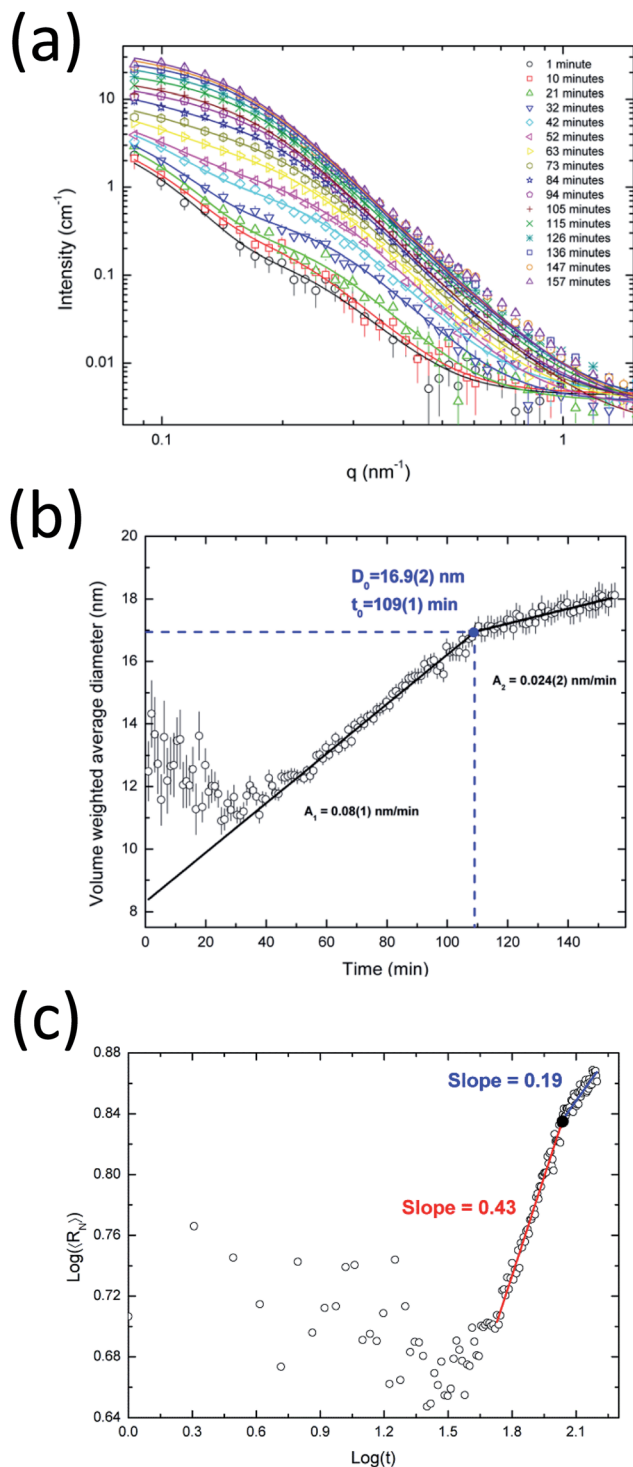 (a)
10
1
0.1
0.01
Intensity (cm⁻¹)
1 minute
10 minutes
21 minutes
32 minutes
42 minutes
52 minutes
63 minutes
73 minutes
84 minutes
94 minutes
105 minutes
115 minutes
126 minutes
136 minutes
147 minutes
157 minutes
0.1 1
q (nm⁻¹)
(b)
20
18
16
14
12
10
8
Volume weighted average diameter (nm)
D₀=16.9(2) nm
t₀=109(1) min
A₂ = 0.024(2) nm/min
A₁ = 0.08(1) nm/min
0 20 40 60 80 100 120 140
Time (min)
(c)
0.88
0.84
0.80
0.76
0.72
0.68
0.64
Log(⟨R_N⟩)
Slope = 0.19
Slope = 0.43
0.0 0.3 0.6 0.9 1.2 1.5 1.8 2.1
Log(t)